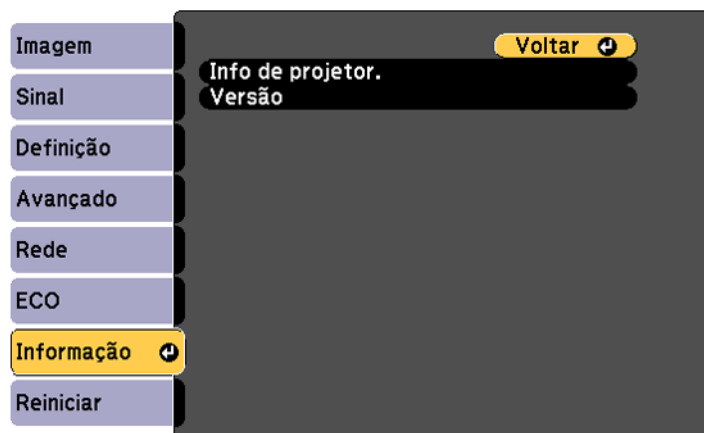 Imagem
Sinal
Definição
Avançado
Rede
ECO
Informação
Reiniciar
Voltar
Info de projetor.
Versão